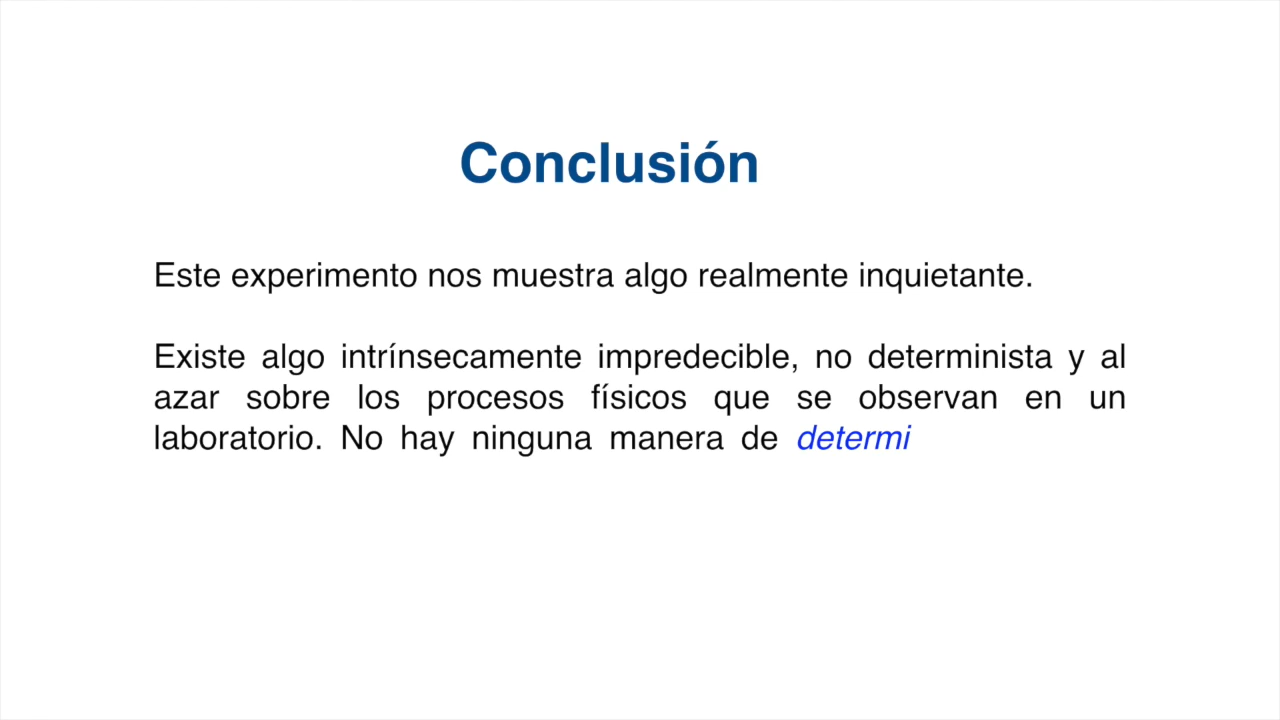 Conclusión
Este experimento nos muestra algo realmente inquietante.
Existe algo intrínsecamente impredecible, no determinista y al
azar sobre los procesos físicos que se observan en un
laboratorio. No hay ninguna manera de determi